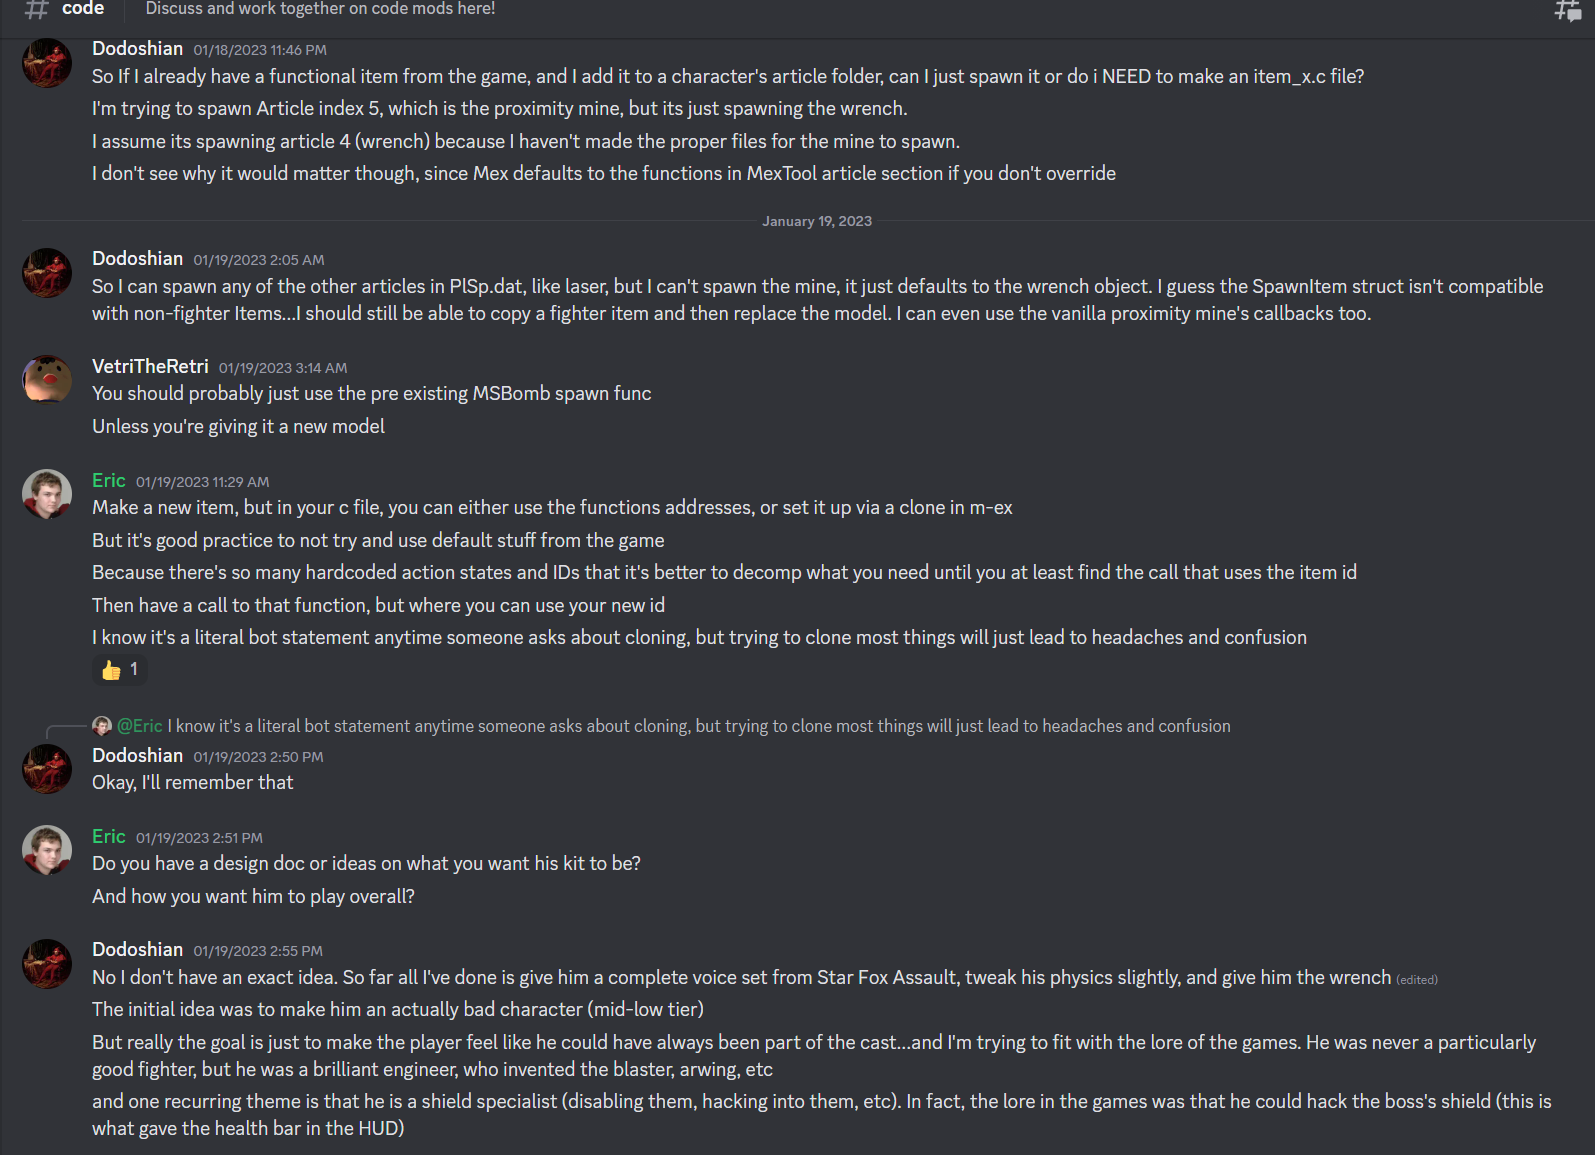 code Discuss and work together on code mods here!
Dodoshian 01/18/2023 11:46 PM
So If I already have a functional item from the game, and I add it to a character's article folder, can I just spawn it or do i NEED to make an item_x.c file?
I'm trying to spawn Article index 5, which is the proximity mine, but its just spawning the wrench.
I assume its spawning article 4 (wrench) because I haven't made the proper files for the mine to spawn.
I don't see why it would matter though, since Mex defaults to the functions in MexTool article section if you don't override
January 19, 2023
Dodoshian 01/19/2023 2:05 AM
So I can spawn any of the other articles in PlSp.dat, like laser, but I can't spawn the mine, it just defaults to the wrench object. I guess the SpawnItem struct isn't compatible
with non-fighter Items...I should still be able to copy a fighter item and then replace the model. I can even use the vanilla proximity mine's callbacks too.
VetriTheRetri 01/19/2023 3:14 AM
You should probably just use the pre existing MSBomb spawn func
Unless you're giving it a new model
Eric 01/19/2023 11:29 AM
Make a new item, but in your c file, you can either use the functions addresses, or set it up via a clone in m-ex
But it's good practice to not try and use default stuff from the game
Because there's so many hardcoded action states and IDs that it's better to decomp what you need until you at least find the call that uses the item id
Then have a call to that function, but where you can use your new id
I know it's a literal bot statement anytime someone asks about cloning, but trying to clone most things will just lead to headaches and confusion
👍 1
@Eric I know it's a literal bot statement anytime someone asks about cloning, but trying to clone most things will just lead to headaches and confusion
Dodoshian 01/19/2023 2:50 PM
Okay, I'll remember that
Eric 01/19/2023 2:51 PM
Do you have a design doc or ideas on what you want his kit to be?
And how you want him to play overall?
Dodoshian 01/19/2023 2:55 PM
No I don't have an exact idea. So far all I've done is give him a complete voice set from Star Fox Assault, tweak his physics slightly, and give him the wrench (edited)
The initial idea was to make him an actually bad character (mid-low tier)
But really the goal is just to make the player feel like he could have always been part of the cast...and I'm trying to fit with the lore of the games. He was never a particularly
good fighter, but he was a brilliant engineer, who invented the blaster, arwing, etc
and one recurring theme is that he is a shield specialist (disabling them, hacking into them, etc). In fact, the lore in the games was that he could hack the boss's shield (this is
what gave the health bar in the HUD)